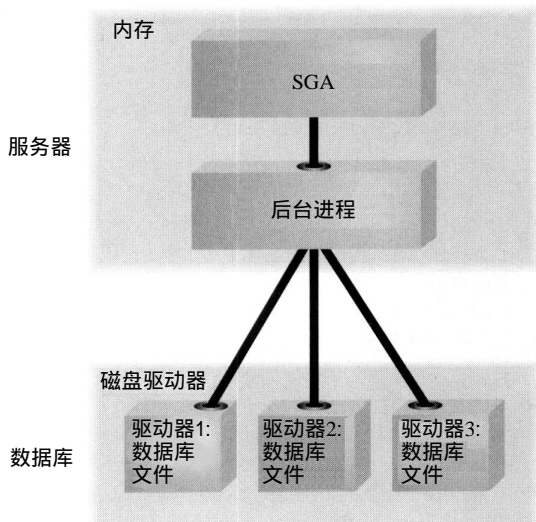 内存
SGA
服务器
后台进程
磁盘驱动器
驱动器1:
数据库
文件
驱动器2:
数据库
文件
驱动器3:
数据库
文件
数据库